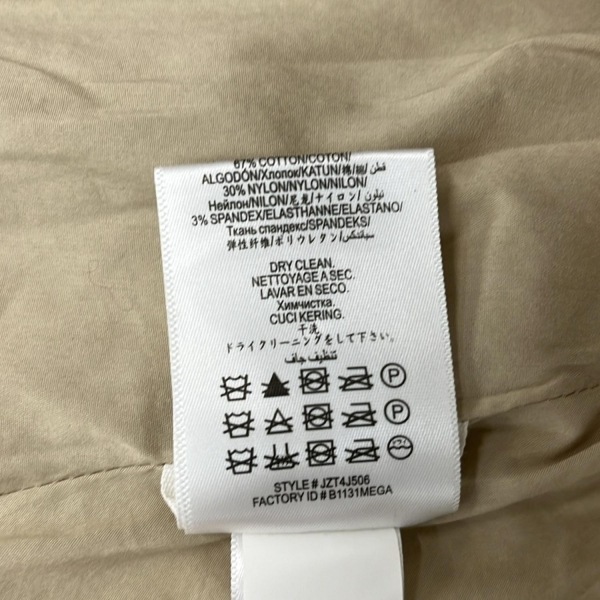 67% COTTON/COTON/
ALGODÓN/Хлопок/KATUN/棉/綿/قطن
30% NYLON/NYLON/NILON/
Нейлон/NILON/尼龙/ナイロン/نيلون
3% SPANDEX/ELASTHANNE/ELASTANO/
Ткань спандекс/SPANDEKS/
弹性纤维/ポリウレタン/سباندكس
DRY CLEAN.
NETTOYAGE A SEC.
LAVAR EN SECO.
Химчистка.
CUCI KERING.
干洗
ドライクリーニングをして下さい。
تنظيف جاف
P
P
STYLE # JZT4J506
FACTORY ID # B1131MEGA